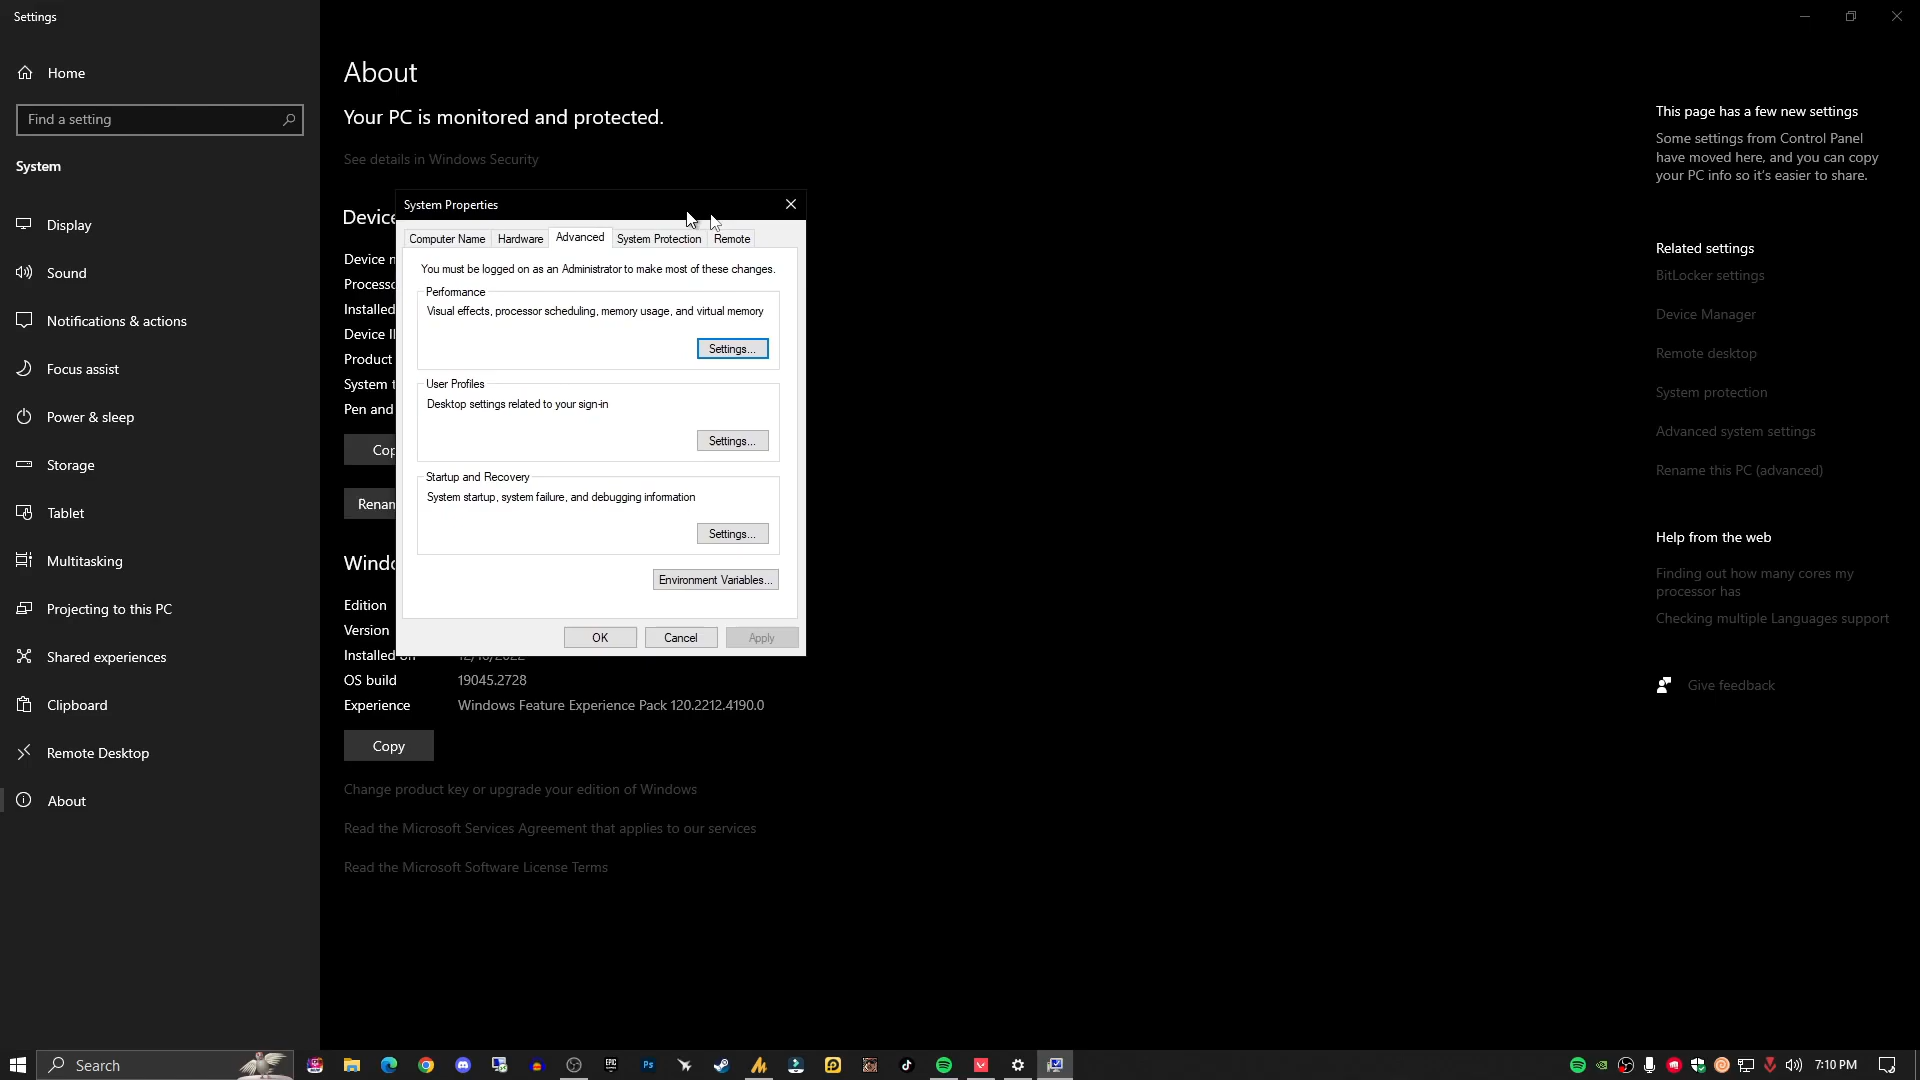 Settings
Home
Find a setting
System
Display
Sound
Notifications & actions
Focus assist
Power & sleep
Storage
Tablet
Multitasking
Projecting to this PC
Shared experiences
Clipboard
Remote Desktop
About
About
Your PC is monitored and protected.
See details in Windows Security
Device
Processo
Installed
Product
Pen and
System Properties
Computer Name
Hardware
Advanced
System Protection
Remote
You must be logged on as an Administrator to make most of these changes.
Performance
Visual effects, processor scheduling, memory usage, and virtual memory
Settings...
User Profiles
Desktop settings related to your sign-in
Settings...
Startup and Recovery
System startup, system failure, and debugging information
Settings...
Environment Variables...
OK
Cancel
Apply
Edition
Version
Installed on
OS build 19045.2728
Experience Windows Feature Experience Pack 120.2212.4190.0
Copy
Change product key or upgrade your edition of Windows
Read the Microsoft Services Agreement that applies to our services
Read the Microsoft Software License Terms
This page has a few new settings
Some settings from Control Panel
have moved here, and you can copy
your PC info so it's easier to share.
Related settings
BitLocker settings
Device Manager
Remote desktop
System protection
Advanced system settings
Rename this PC (advanced)
Help from the web
Finding out how many cores my
processor has
Checking multiple Languages support
Give feedback
Search
EPIC
Ps
7:10 PM